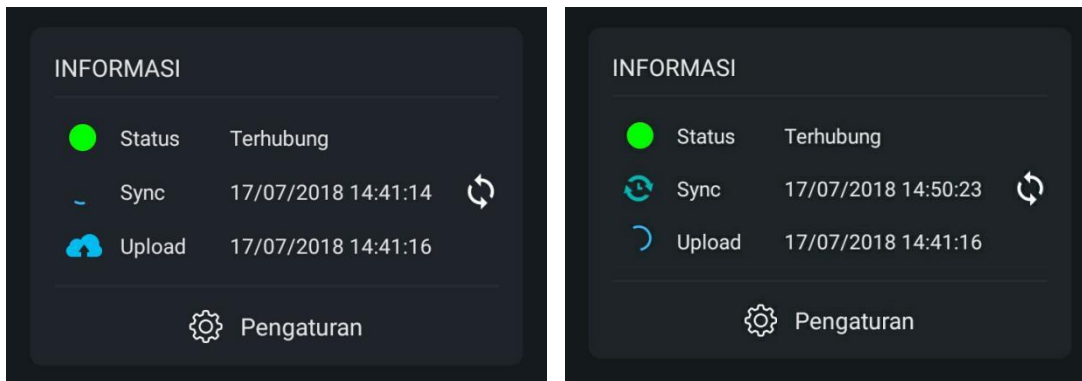 INFORMASI
Status Terhubung
Sync 17/07/2018 14:41:14
Upload 17/07/2018 14:41:16
Pengaturan
INFORMASI
Status Terhubung
Sync 17/07/2018 14:50:23
Upload 17/07/2018 14:41:16
Pengaturan